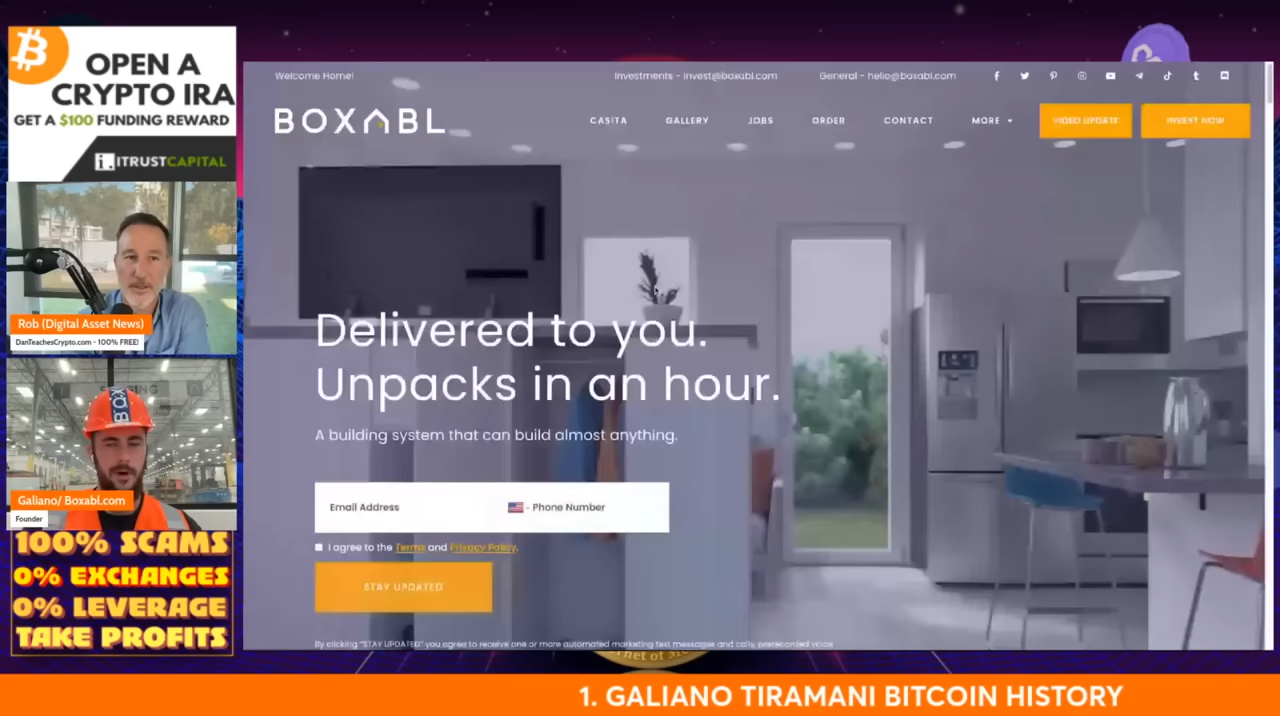 OPEN A
CRYPTO IRA
GET A $100 FUNDING REWARD
ITRUSTCAPITAL
Rob (Digital Asset News)
DanTeachesCrypto.com - 100% FREE!
BOXABL
Galiano/ Boxabl.com
Founder
100% SCAMS
0% EXCHANGES
0% LEVERAGE
TAKE PROFITS
Welcome Home!
Investments - invest@boxabl.com
General - hello@boxabl.com
BOXABL
CASITA
GALLERY
JOBS
ORDER
CONTACT
MORE
VIDEO UPDATE
INVEST NOW
Delivered to you.
Unpacks in an hour.
A building system that can build almost anything.
Email Address
Phone Number
I agree to the Terms and Privacy Policy.
STAY UPDATED
By clicking "STAY UPDATED" you agree to receive one or more automated marketing text messages and calls, prerecorded voice
1. GALIANO TIRAMANI BITCOIN HISTORY